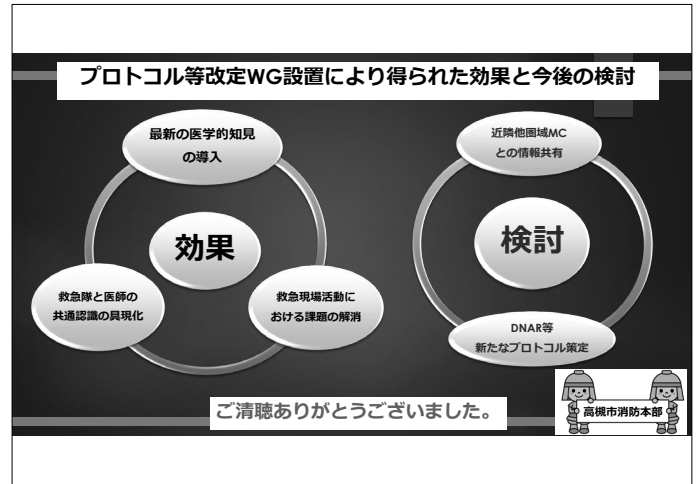 プロトコル等改定WG設置により得られた効果と今後の検討
最新の医学的知見
の導入
効果
救急隊と医師の
共通認識の具現化
救急現場活動に
おける課題の解消
近隣他圏域MC
との情報共有
検討
DNAR等
新たなプロトコル策定
ご清聴ありがとうございました。
高槻市消防本部